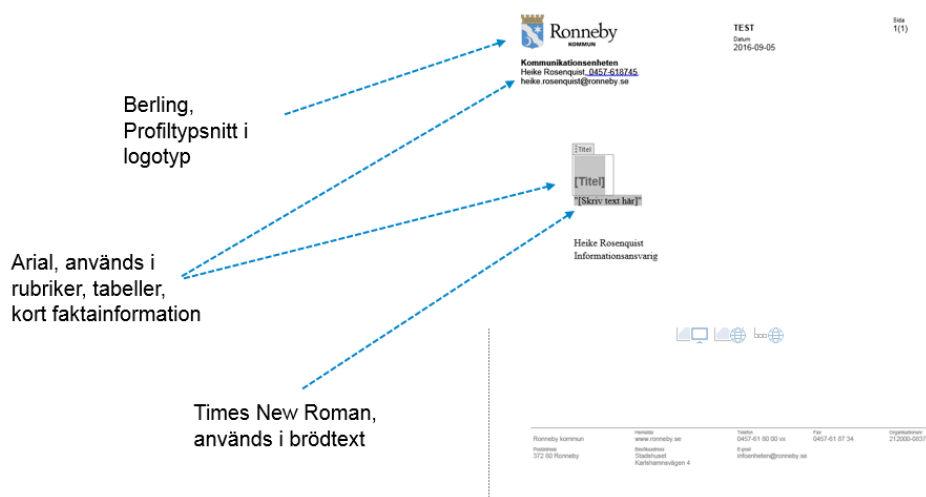 Ronneby
KOMMUN
TEST
Sida
1(1)
Datum
2016-09-05
Kommunikationsenheten
Heike Rosenquist, 0457-618745
heike.rosenquist@ronneby.se
Berling,
Profiltypsnitt i
logotyp
Titel
[Titel]
"[Skriv text här]"
Heike Rosenquist
Informationsansvarig
Arial, används i
rubriker, tabeller,
kort faktainformation
Times New Roman,
används i brödtext
Ronneby kommun
Postadress
372 80 Ronneby
Hemsida
www.ronneby.se
Besöksadress
Stadshuset
Karlshamnsvägen 4
Telefon
0457-61 80 00 vx
E-post
infoenheten@ronneby.se
Fax
0457-61 87 34
Organisationsnr
212000-0837